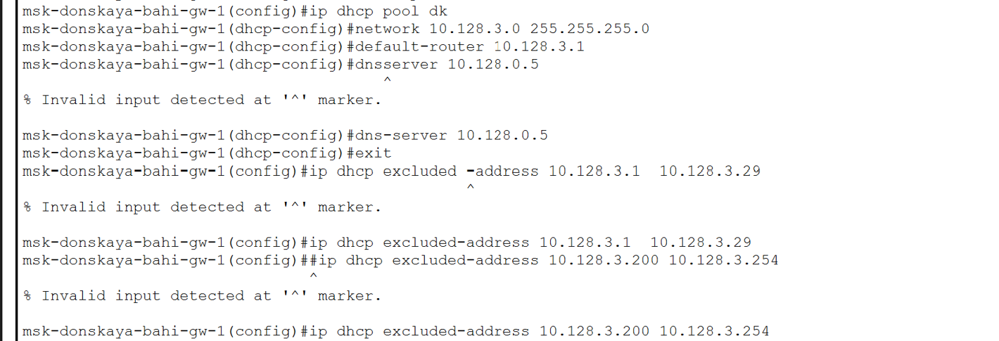 msk-donskaya-bahi-gw-1(config)#ip dhcp pool dk
msk-donskaya-bahi-gw-1(dhcp-config)#network 10.128.3.0 255.255.255.0
msk-donskaya-bahi-gw-1(dhcp-config)#default-router 10.128.3.1
msk-donskaya-bahi-gw-1(dhcp-config)#dnsserver 10.128.0.5
^
% Invalid input detected at '^' marker.
msk-donskaya-bahi-gw-1(dhcp-config)#dns-server 10.128.0.5
msk-donskaya-bahi-gw-1(dhcp-config)#exit
msk-donskaya-bahi-gw-1(config)#ip dhcp excluded -address 10.128.3.1  10.128.3.29
^
% Invalid input detected at '^' marker.
msk-donskaya-bahi-gw-1(config)#ip dhcp excluded-address 10.128.3.1  10.128.3.29
msk-donskaya-bahi-gw-1(config)##ip dhcp excluded-address 10.128.3.200 10.128.3.254
^
% Invalid input detected at '^' marker.
msk-donskaya-bahi-gw-1(config)#ip dhcp excluded-address 10.128.3.200 10.128.3.254